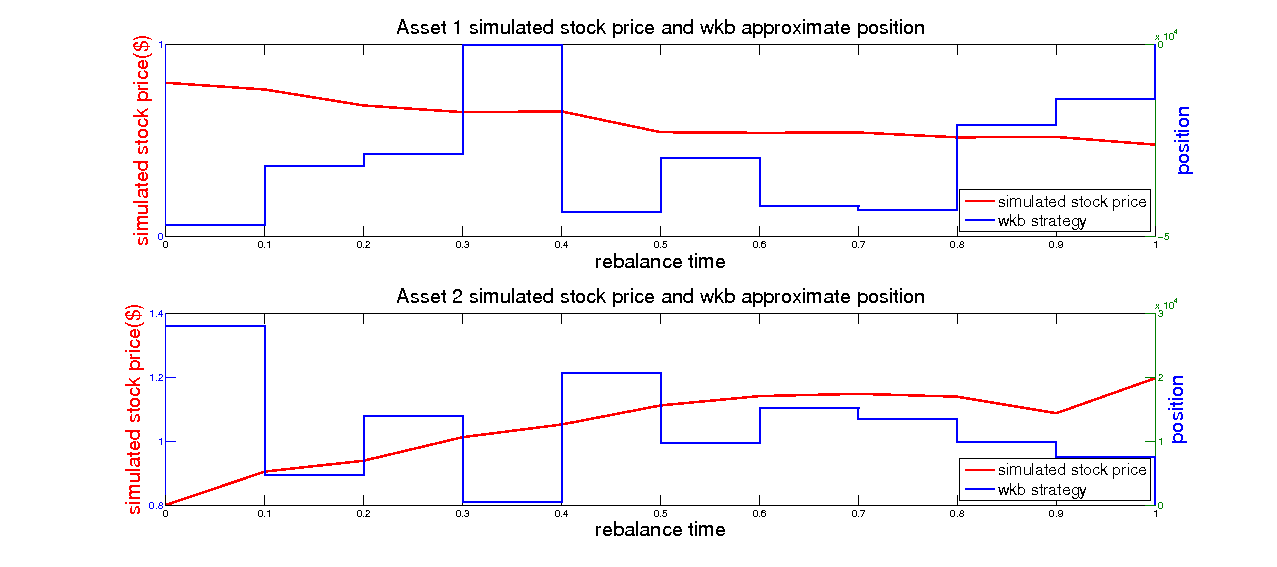 Asset 1 simulated stock price and wkb approximate position
x 10^4
1
0
simulated stock price($)
position
simulated stock price
wkb strategy
0
-5
0 0.1 0.2 0.3 0.4 0.5 0.6 0.7 0.8 0.9 1
rebalance time
Asset 2 simulated stock price and wkb approximate position
x 10^4
1.4
3
1.2
2
simulated stock price($)
position
1
1
simulated stock price
wkb strategy
0.8
0
0 0.1 0.2 0.3 0.4 0.5 0.6 0.7 0.8 0.9 1
rebalance time